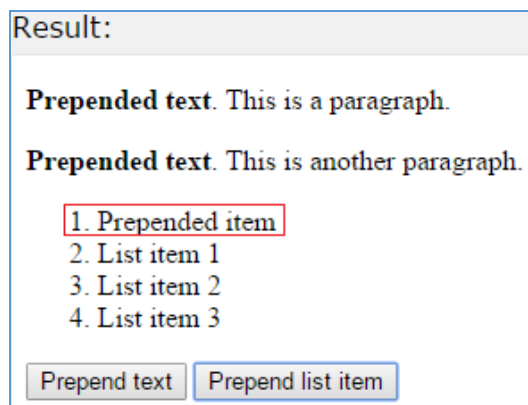 Result:
Prepended text. This is a paragraph.
Prepended text. This is another paragraph.
1. Prepended item
2. List item 1
3. List item 2
4. List item 3
Prepend text Prepend list item